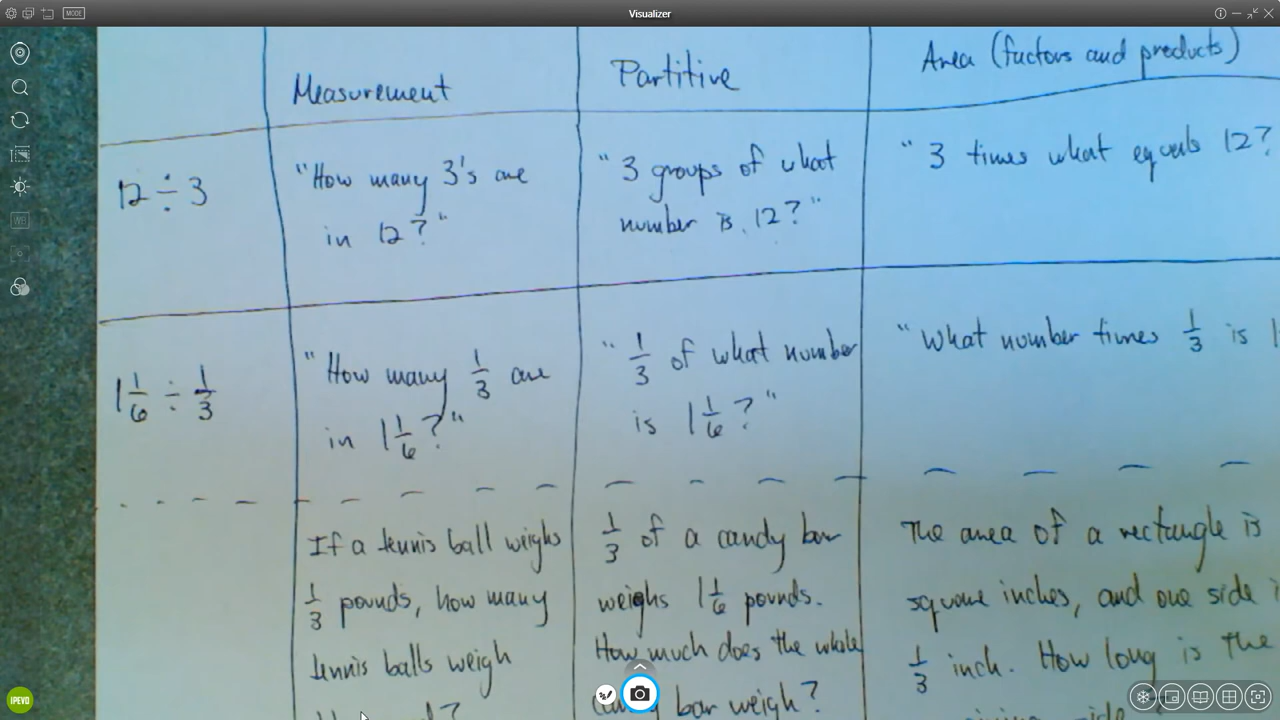 Visualizer
MODE
Measurement
Partitive
Area (factors and products)
12 ÷ 3
"How many 3's are
in 12?"
"3 groups of what
number is 12?"
"3 times what equals 12?
1 1/6 ÷ 1/3
"How many 1/3 are
in 1 1/6?"
"1/3 of what number
is 1 1/6?"
"What number times 1/3 is 1
If a tennis ball weighs
1/3 pounds, how many
tennis balls weigh
1/3 of a candy bar
weighs 1 1/6 pounds.
How much does the whole
candy bar weigh?
The area of a rectangle is
square inches, and one side i
1/3 inch. How long is the
IPEVO